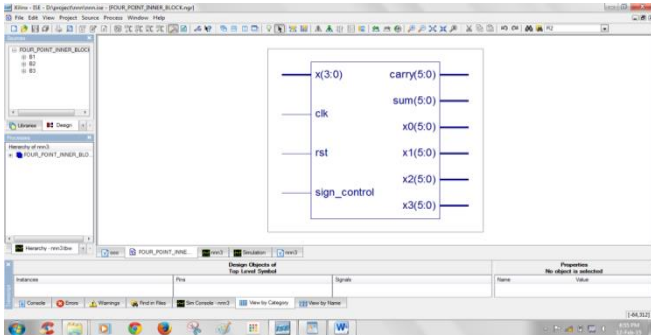 Xilinx - ISE - D:\project\nnn\nnn.ise - [FOUR_POINT_INNER_BLOCK.ngr]
File Edit View Project Source Process Window Help
FOUR_POINT_INNER_BLOCK
B1
B2
B3
Libraries Design
Processes
Hierarchy of nnn3:
FOUR_POINT_INNER_BLO
x(3:0) carry(5:0)
sum(5:0)
clk
x0(5:0)
rst x1(5:0)
x2(5:0)
sign_control
x3(5:0)
FOUR_POINT_INNE... nnn3 Simulation nnn3
Design Objects of
Top Level Symbol
Properties
No object is selected
Instances Pins Signals Name Value
Console Errors Warnings Find in Files Sim Console - nnn3 View by Category View by Name
[-84,312]